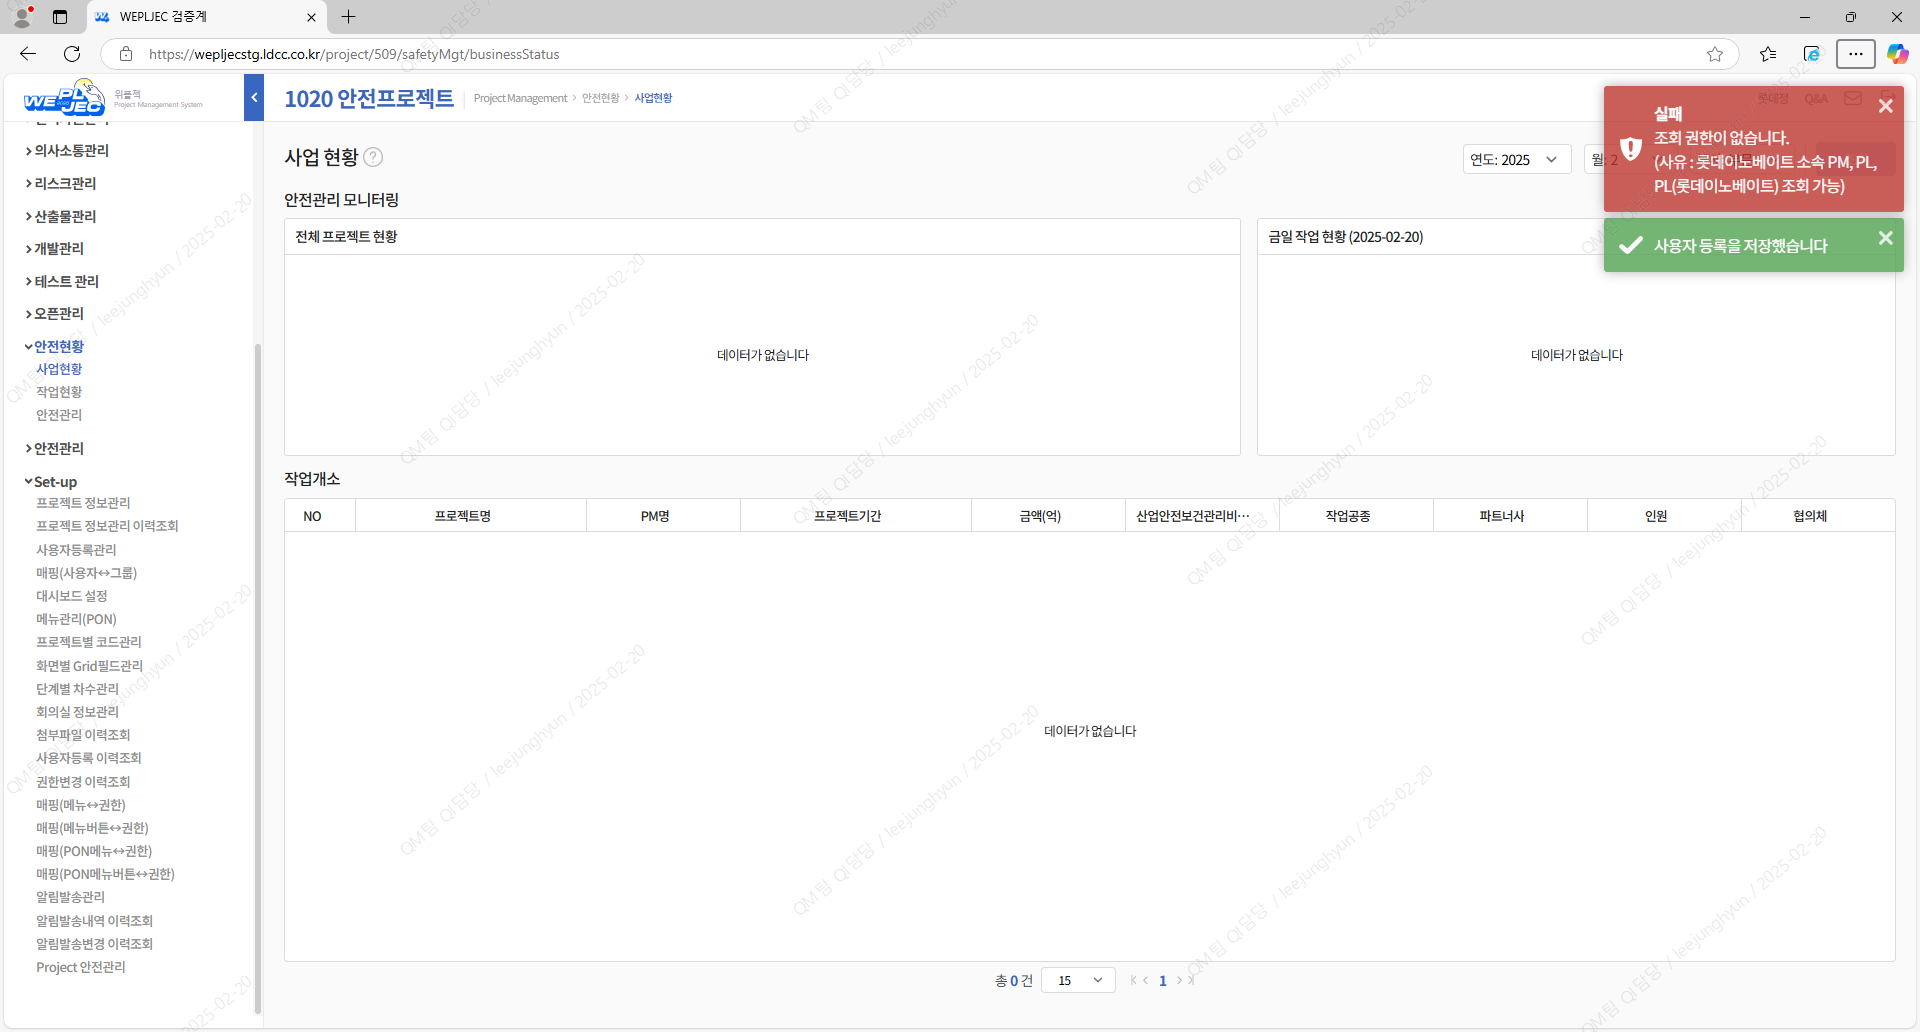 WEPLJEC 검증계
https://wepljecstg.ldcc.co.kr/project/509/safetyMgt/businessStatus
WE PL JEC
위플젝
Project Management System
1020 안전프로젝트
Project Management > 안전현황 > 사업현황
롯데정 Q&A
실패
조회 권한이 없습니다.
(사유 : 롯데이노베이트 소속 PM, PL,
PL(롯데이노베이트) 조회 가능)
사용자 등록을 저장했습니다
의사소통관리
리스크관리
산출물관리
개발관리
테스트 관리
오픈관리
안전현황
사업현황
작업현황
안전관리
안전관리
Set-up
프로젝트 정보관리
프로젝트 정보관리 이력조회
사용자등록관리
매핑(사용자↔그룹)
대시보드 설정
메뉴관리(PON)
프로젝트별 코드관리
화면별 Grid필드관리
단계별 차수관리
회의실 정보관리
첨부파일 이력조회
사용자등록 이력조회
권한변경 이력조회
매핑(메뉴↔권한)
매핑(메뉴버튼↔권한)
매핑(PON메뉴↔권한)
매핑(PON메뉴버튼↔권한)
알림발송관리
알림발송내역 이력조회
알림발송변경 이력조회
Project 안전관리
사업 현황 ?
연도: 2025
월: 2
안전관리 모니터링
전체 프로젝트 현황
데이터가 없습니다
금일 작업 현황 (2025-02-20)
데이터가 없습니다
작업개소
NO 프로젝트명 PM명 프로젝트기간 금액(억) 산업안전보건관리비… 작업공종 파트너사 인원 협의체
데이터가 없습니다
총 0 건 15 1
QM팀 QI담당 / leejunghyun / 2025-02-20